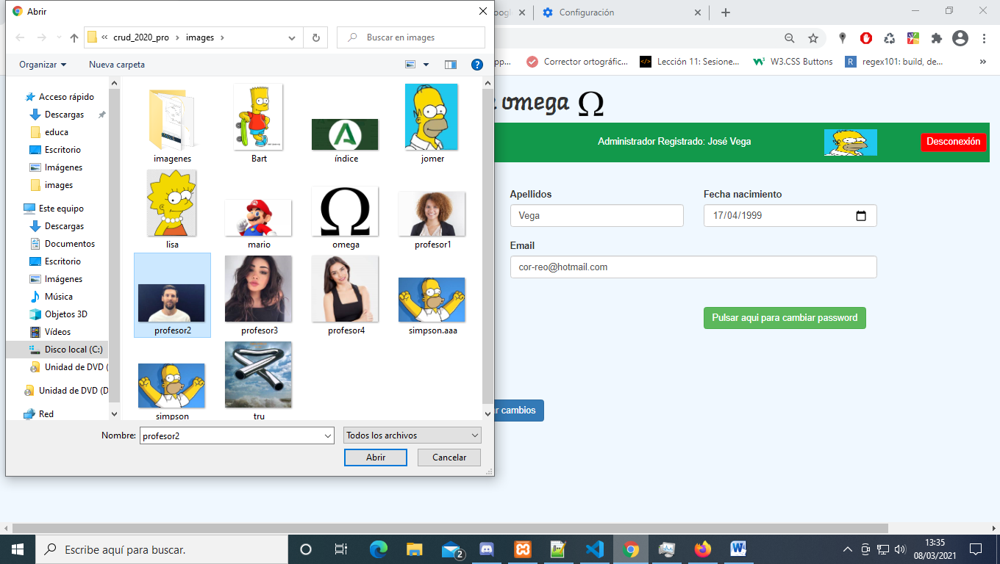 Abrir
crud_2020_pro
images
Buscar en images
Organizar
Nueva carpeta
Acceso rápido
Descargas
educa
Escritorio
Imágenes
images
Este equipo
Descargas
Documentos
Escritorio
Imágenes
Música
Objetos 3D
Vídeos
Disco local (C:)
Unidad de DVD (
Unidad de DVD (D
Red
imagenes
Bart
índice
jomer
lisa
mario
omega
profesor1
profesor2
profesor3
profesor4
simpson.aaa
simpson
tru
Nombre:
profesor2
Todos los archivos
Abrir
Cancelar
Configuración
Corrector ortográfic...
Lección 11: Sesione...
W3.CSS Buttons
regex101: build, de...
omega Ω
Administrador Registrado: José Vega
Desconexión
Apellidos
Fecha nacimiento
Vega
17/04/1999
Email
cor-reo@hotmail.com
Pulsar aqui para cambiar password
r cambios
Escribe aquí para buscar.
2
13:35
08/03/2021